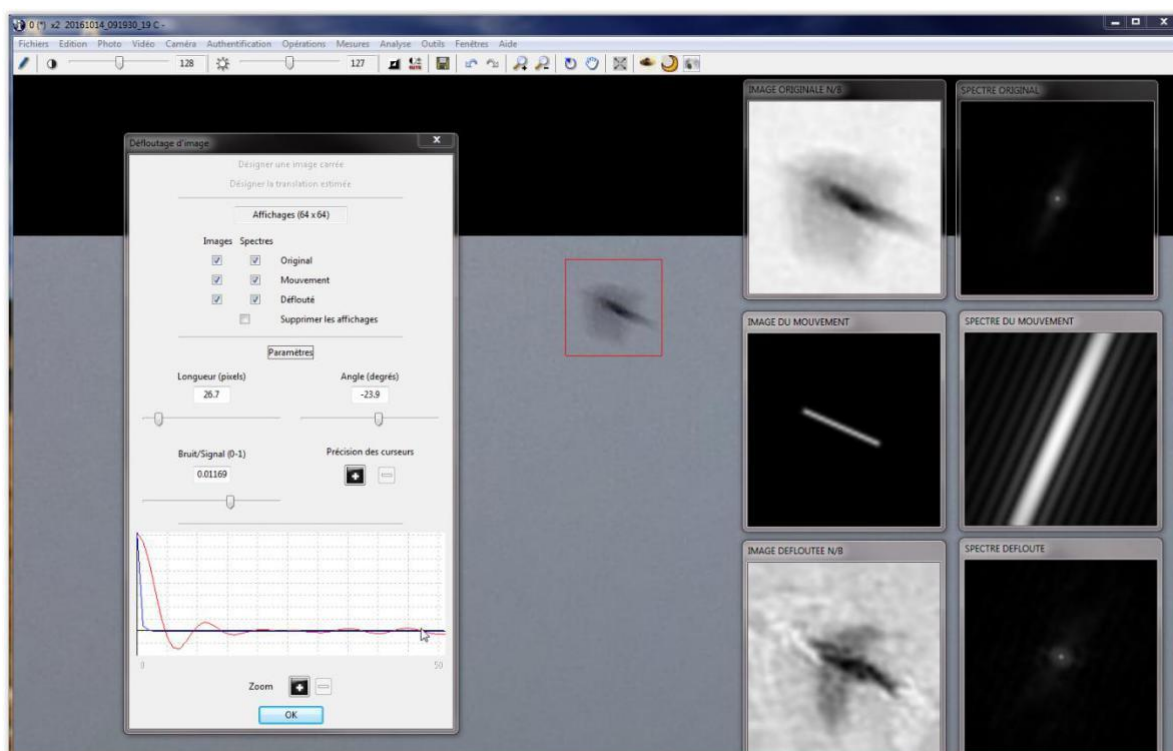 0 (*) x2 20161014_091930_19 C -
Fichiers Edition Photo Vidéo Caméra Authentification Opérations Mesures Analyse Outils Fenêtres Aide
128 127
Défloutage d'image
Désigner une image carrée
Désigner la translation estimée
Affichages (64 x 64)
Images Spectres
Original
Mouvement
Déflouté
Supprimer les affichages
Paramètres
Longueur (pixels) Angle (degrés)
26.7 -23.9
Bruit/Signal (0-1) Précision des curseurs
0.01169
0 50
Zoom
OK
IMAGE ORIGINALE N/B SPECTRE ORIGINAL
IMAGE DU MOUVEMENT SPECTRE DU MOUVEMENT
IMAGE DEFLOUTEE N/B SPECTRE DEFLOUTE